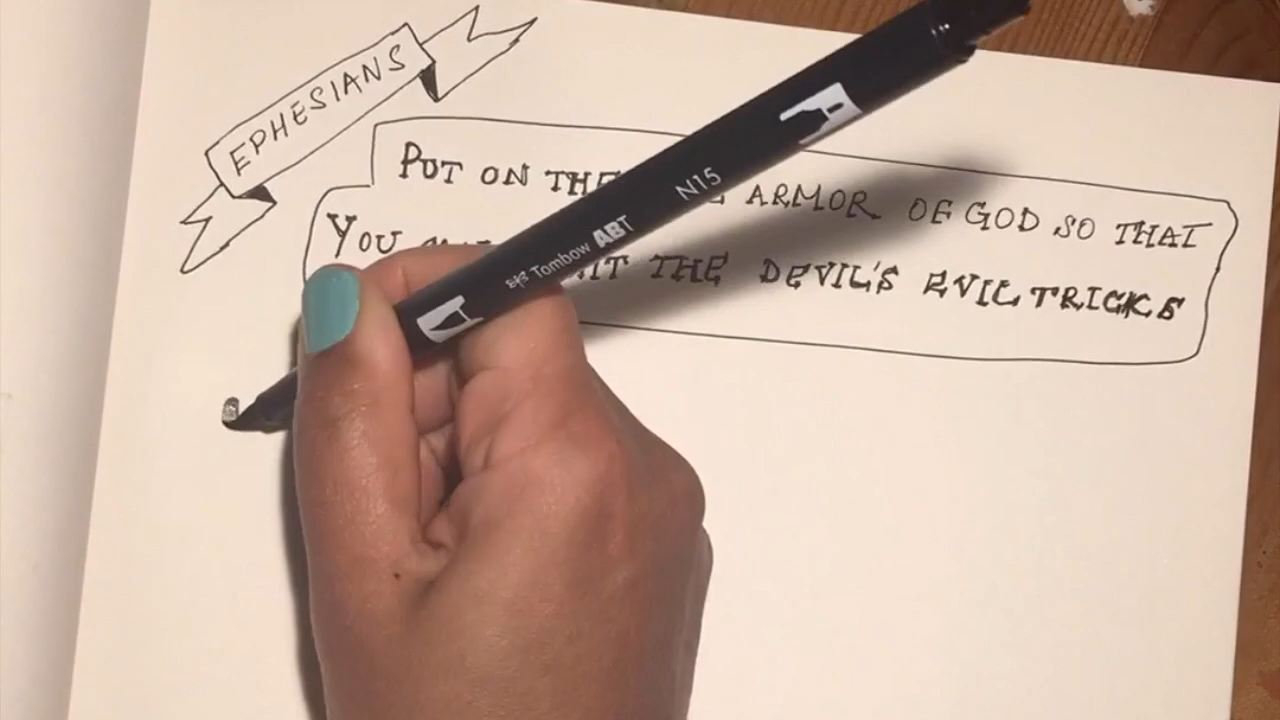 EPHESIANS
PUT ON THE ARMOR OF GOD SO THAT
YOU THE DEVIL'S EVIL TRICKS
Tombow ABT N15